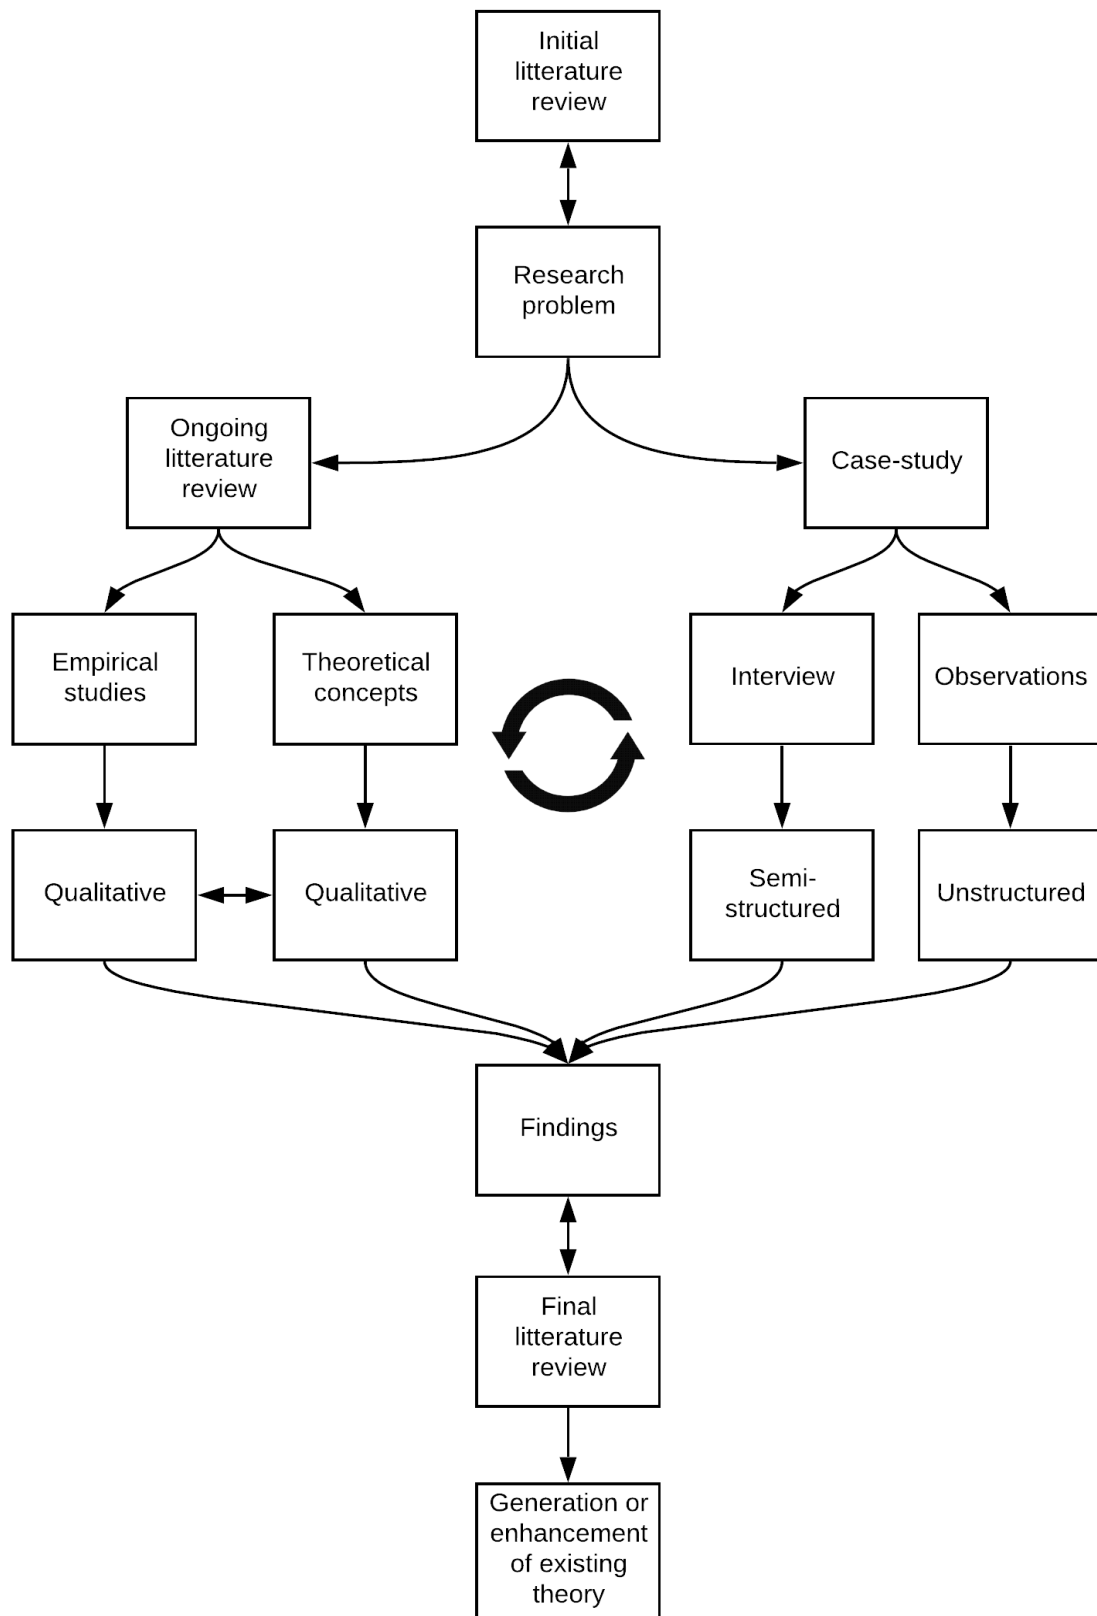 Initial
litterature
review
Research
problem
Ongoing
litterature
review
Case-study
Empirical
studies
Theoretical
concepts
Interview
Observations
Qualitative
Qualitative
Semi-
structured
Unstructured
Findings
Final
litterature
review
Generation or
enhancement
of existing
theory